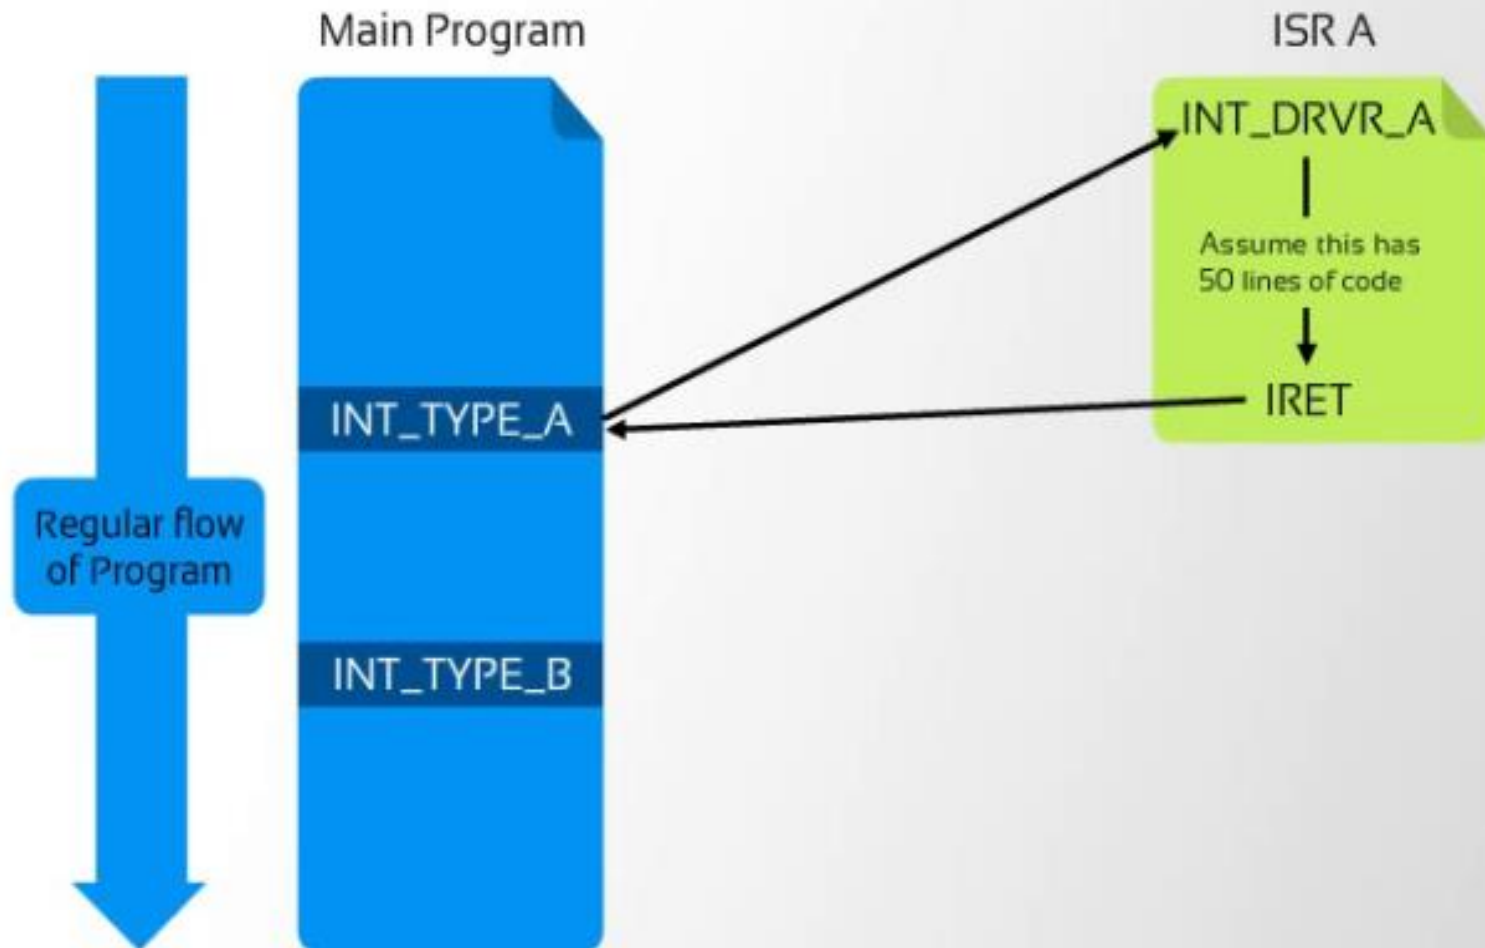 Main Program
ISR A
INT_DRVR_A
Assume this has
50 lines of code
IRET
INT_TYPE_A
Regular flow
of Program
INT_TYPE_B